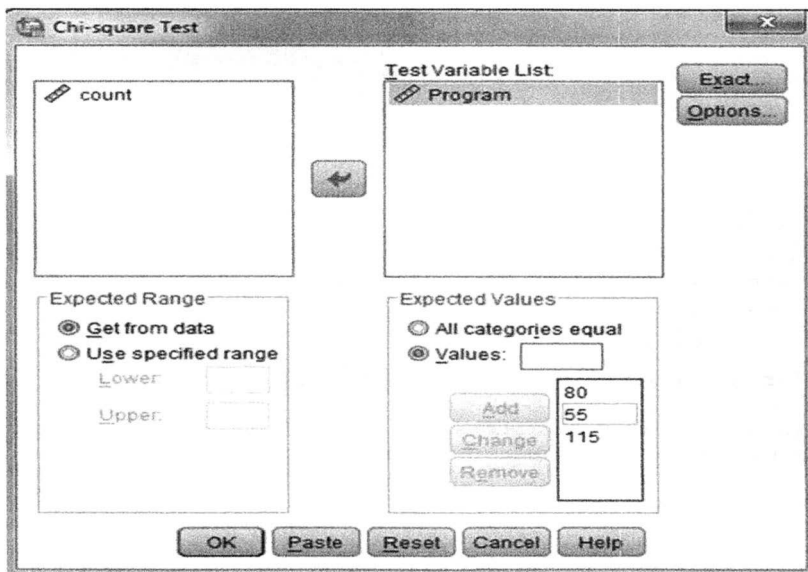 Chi-square Test
Test Variable List:
count
Program
Exact...
Options...
Expected Range
Get from data
Use specified range
Lower:
Upper:
Expected Values
All categories equal
Values:
Add
Change
Remove
80
55
115
OK
Paste
Reset
Cancel
Help